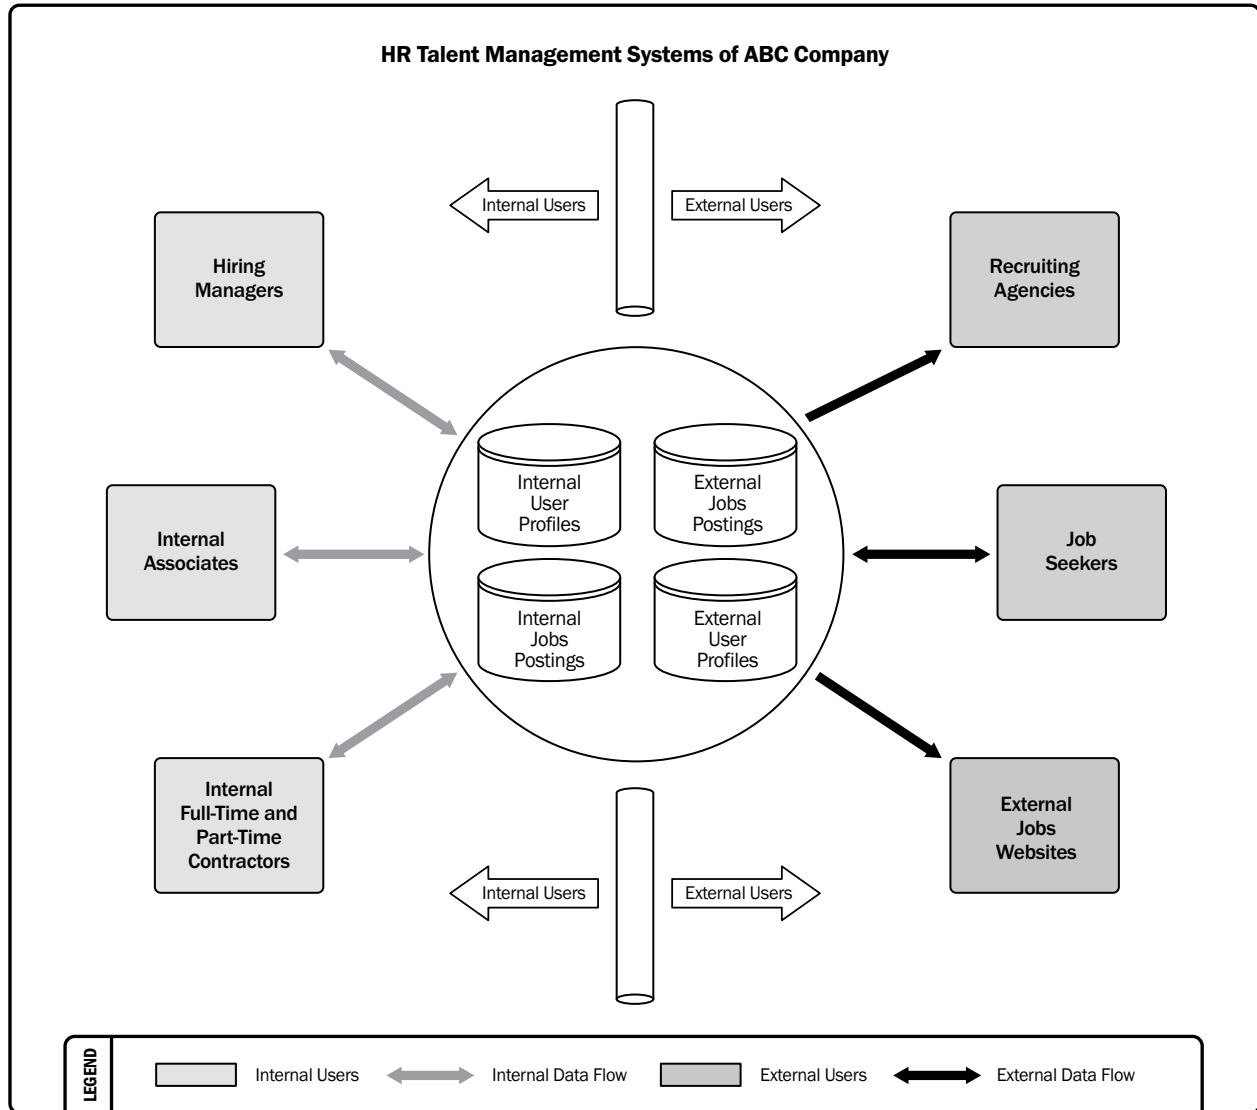 HR Talent Management Systems of ABC Company
Internal Users
External Users
Hiring
Managers
Recruiting
Agencies
Internal
User
Profiles
External
Jobs
Postings
Internal
Associates
Job
Seekers
Internal
Jobs
Postings
External
User
Profiles
Internal
Full-Time and
Part-Time
Contractors
External
Jobs
Websites
Internal Users
External Users
LEGEND
Internal Users
Internal Data Flow
External Users
External Data Flow